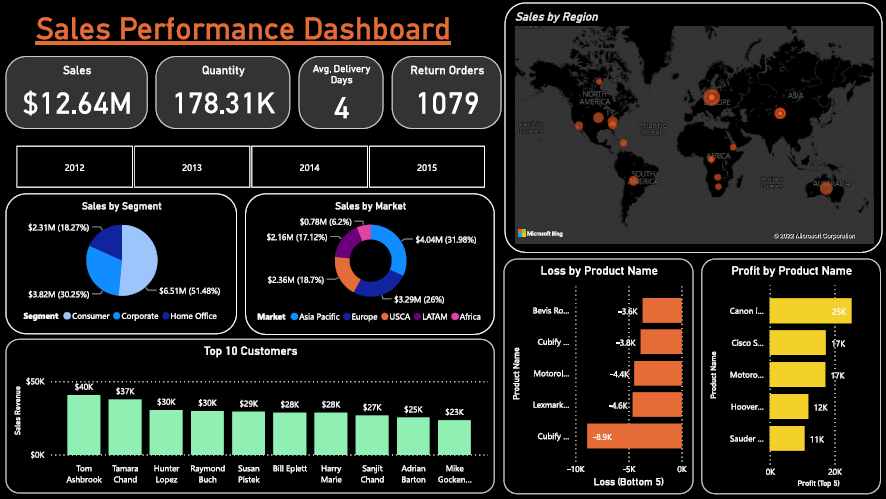 Sales Performance Dashboard
Sales
$12.64M
Quantity
178.31K
Avg, Delivery
Days
4
Return Orders
1079
2012
2013
2014
2015
Sales by Segment
$2.31M (18.27%)
$3.82M (30.25%)
$6.51M (51.48%)
Segment Consumer Corporate Home Office
Sales by Market
$0.78M (6.2%)
$2.16M (17.12%)
$2.36M (18.7%)
$4.04M (31.98%)
$3.29M (26%)
Market Asia Pacific Europe USCA LATAM Africa
Top 10 Customers
Sales Revenue
$50K
$0K
$40K
$37K
$30K
$30K
$29K
$28K
$28K
$27K
$25K
$23K
Tom
Ashbrook
Tamara
Chand
Hunter
Lopez
Raymond
Buch
Susan
Pistek
Bill Eplett
Harry
Marie
Sanjit
Chand
Adrian
Barton
Mike
Gocken...
Sales by Region
NORTH
AMERICA
EUROPE
ASIA
Pacific
Ocean
Atlantic
Ocean
AFRICA
SOUTH
AMERICA
Indian
Ocean
AUSTRALIA
Microsoft Bing
© 2022 Microsoft Corporation
Loss by Product Name
Product Name
Bevis Ro...
-3.6K
Cubify ...
-3.8K
Motorol...
-4.4K
Lexmark...
-4.6K
Cubify ...
-8.9K
-10K
-5K
0K
Loss (Bottom 5)
Profit by Product Name
Product Name
Canon i...
25K
Cisco S...
17K
Motoro...
17K
Hoover...
12K
Sauder ...
11K
0K
20K
Profit (Top 5)